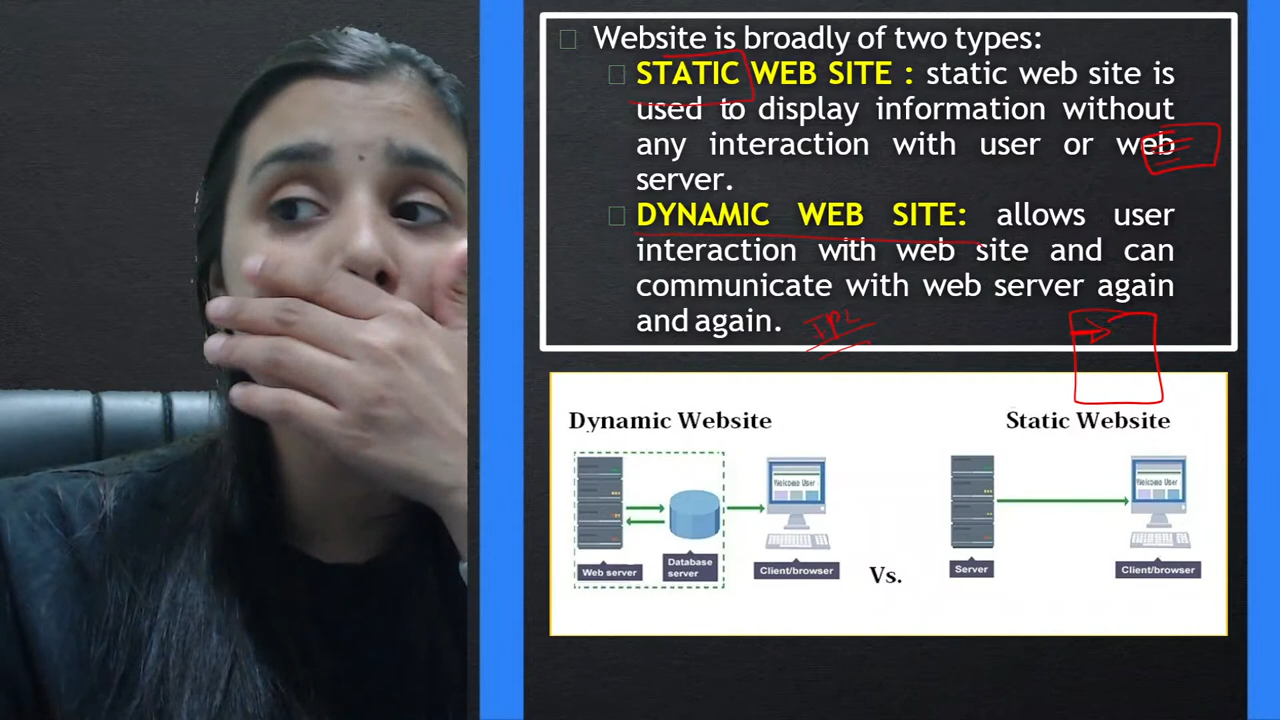 Website is broadly of two types:
STATIC WEB SITE : static web site is
used to display information without
any interaction with user or web
server.
DYNAMIC WEB SITE: allows user
interaction with web site and can
communicate with web server again
and again.
IPL
Dynamic Website
Static Website
Welcome User
Welcome User
Web server
Database
server
Client/browser
Vs.
Server
Client/browser